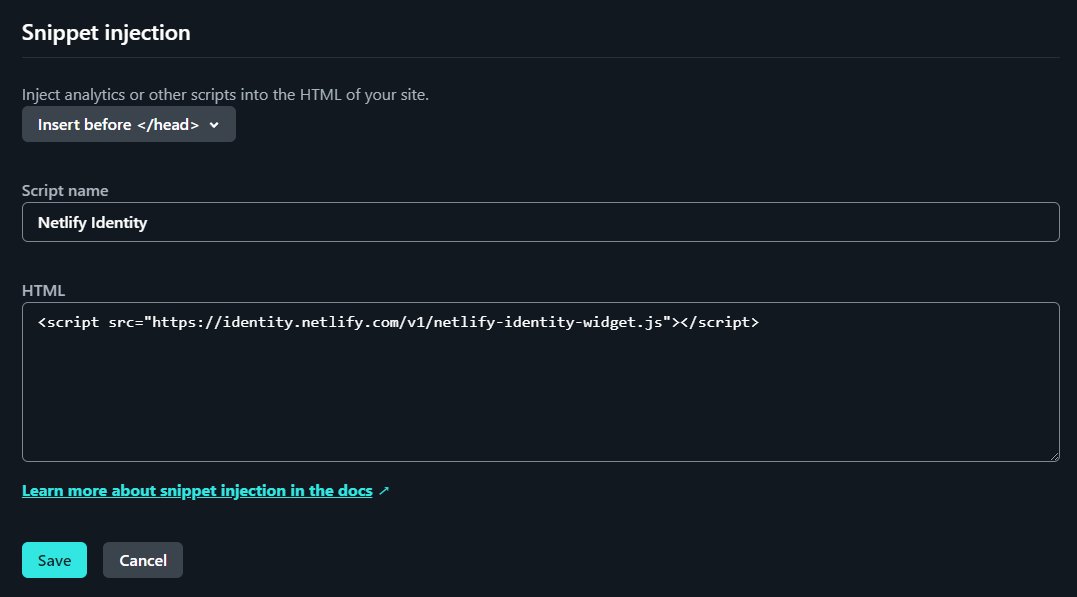 Snippet injection
Inject analytics or other scripts into the HTML of your site.
Insert before </head>
Script name
Netlify Identity
HTML
<script src="https://identity.netlify.com/v1/netlify-identity-widget.js"></script>
Learn more about snippet injection in the docs ↗
Save Cancel